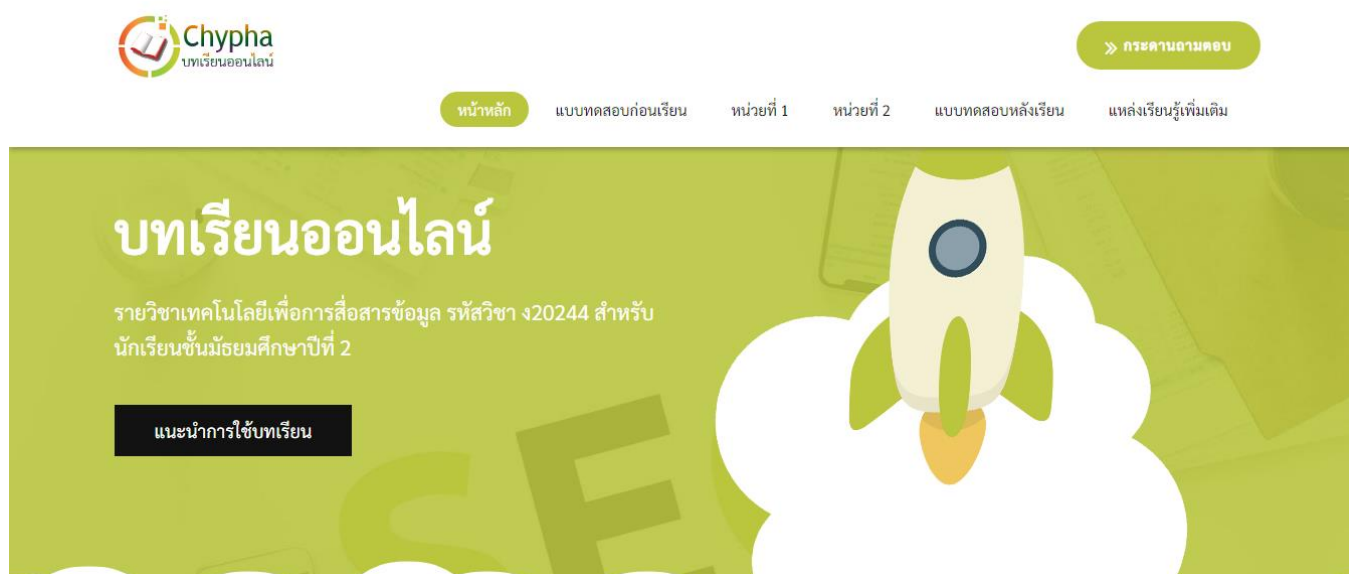 Chypha
บทเรียนออนไลน์
กระดานถามตอบ
หน้าหลัก แบบทดสอบก่อนเรียน หน่วยที่ 1 หน่วยที่ 2 แบบทดสอบหลังเรียน แหล่งเรียนรู้เพิ่มเติม
บทเรียนออนไลน์
รายวิชาเทคโนโลยีเพื่อการสื่อสารข้อมูล รหัสวิชา ง20244 สำหรับ
นักเรียนชั้นมัธยมศึกษาปีที่ 2
แนะนำการใช้บทเรียน
SE